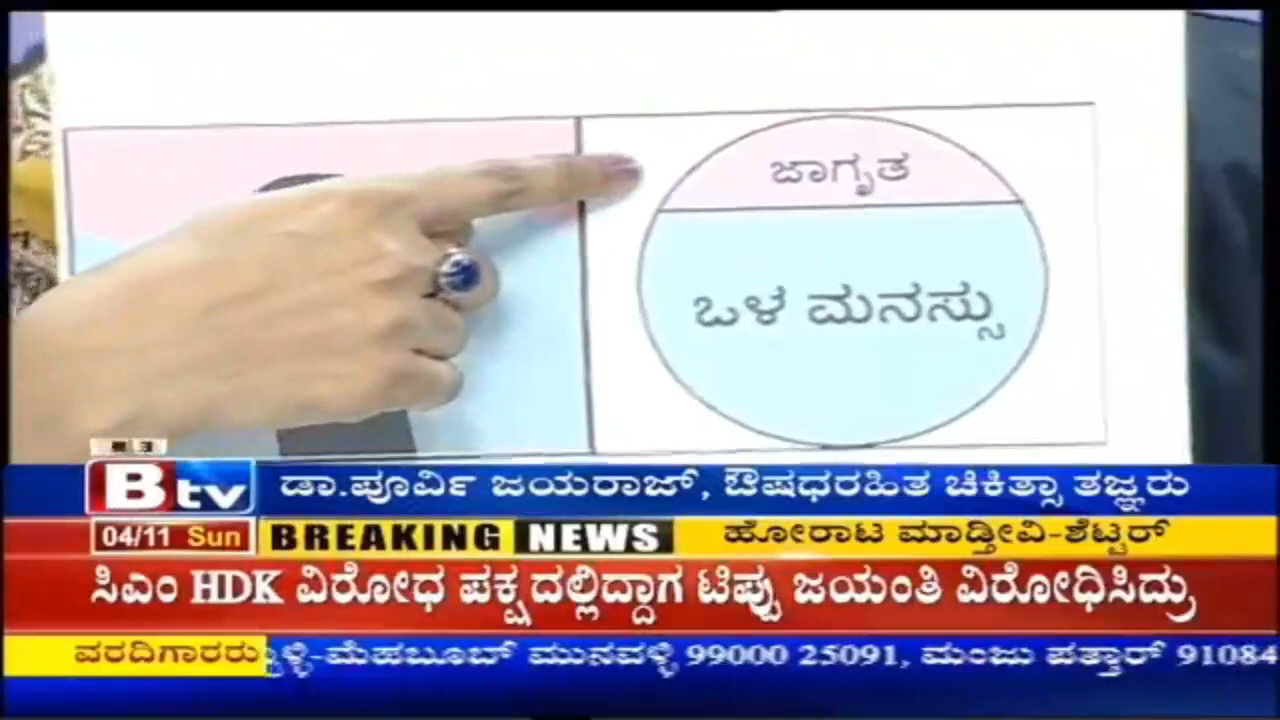 ಜಾಗೃತ
ಒಳ ಮನಸ್ಸು
Btv
ಡಾ.ಪೂರ್ವಿ ಜಯರಾಜ್, ಔಷಧರಹಿತ ಚಿಕಿತ್ಸಾ ತಜ್ಞರು
04/11 Sun BREAKING NEWS ಹೋರಾಟ ಮಾಡ್ತೀವಿ-ಶೆಟ್ಟರ್
ಸಿಎಂ HDK ವಿರೋಧ ಪಕ್ಷದಲ್ಲಿದ್ದಾಗ ಟಿಪ್ಪು ಜಯಂತಿ ವಿರೋಧಿಸಿದ್ರು
ವರದಿಗಾರರು ಳ್ಳಿ-ಮೆಹಬೂಬ್ ಮುನವಳ್ಳಿ 99000 25091, ಮಂಜು ಪತ್ತಾರ್ 91084